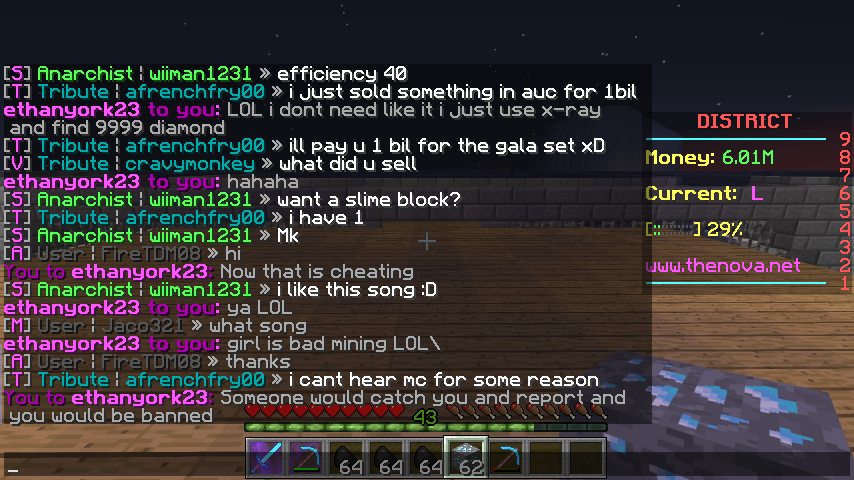 [S] Anarchist ¦ wiiman1231 » efficiency 40
[T] Tribute ¦ afrenchfry00 » i just sold something in auc for 1bil
ethanyork23 to you: LOL i dont need like it i just use x-ray
and find 9999 diamond
[T] Tribute ¦ afrenchfry00 » ill pay u 1 bil for the gala set xD
[V] Tribute ¦ cravymonkey » what did u sell
ethanyork23 to you: hahaha
[S] Anarchist ¦ wiiman1231 » want a slime block?
[T] Tribute ¦ afrenchfry00 » i have 1
[S] Anarchist ¦ wiiman1231 » Mk
[A] User ¦ FireTDM08 » hi
You to ethanyork23: Now that is cheating
[S] Anarchist ¦ wiiman1231 » i like this song :D
ethanyork23 to you: ya LOL
[M] User ¦ Jaco321 » what song
ethanyork23 to you: girl is bad mining LOL\
[A] User ¦ FireTDM08 » thanks
[T] Tribute ¦ afrenchfry00 » i cant hear mc for some reason
You to ethanyork23: Someone would catch you and report and
you would be banned
DISTRICT
9
Money: 6.01M 8
7
Current: L 6
5
[:: ] 29% 4
3
www.thenova.net 2
1
43
64 64 64 62
_